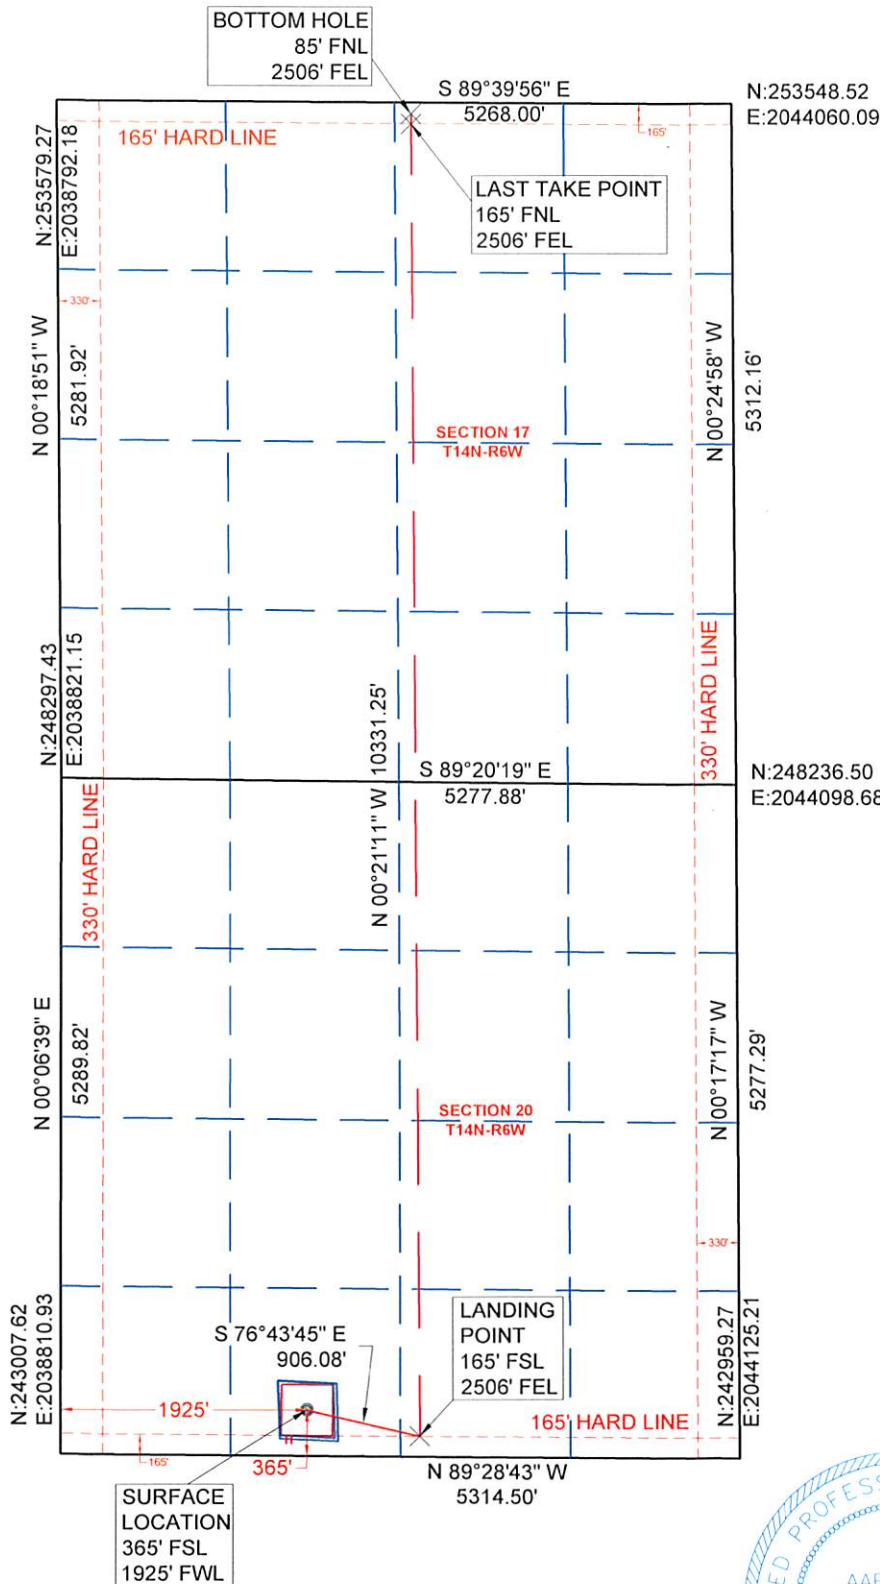 BOTTOM HOLE
85' FNL
2506' FEL
S 89°39'56" E
5268.00'
N:253548.52
E:2044060.09
N:253579.27
E:2038792.18
165' HARD LINE
165'
LAST TAKE POINT
165' FNL
2506' FEL
330'
N 00°18'51" W
5281.92'
SECTION 17
T14N-R6W
N 00°24'58" W
5312.16'
N:248297.43
E:2038821.15
N 00°21'11" W 10331.25'
330' HARD LINE
S 89°20'19" E
5277.88'
N:248236.50
E:2044098.68
330' HARD LINE
N 00°06'39" E
5289.82'
SECTION 20
T14N-R6W
N 00°17'17" W
5277.29'
330'
N:243007.62
E:2038810.93
S 76°43'45" E
906.08'
LANDING
POINT
165' FSL
2506' FEL
N:242959.27
E:2044125.21
1925'
165' HARD LINE
165'
365'
N 89°28'43" W
5314.50'
SURFACE
LOCATION
365' FSL
1925' FWL